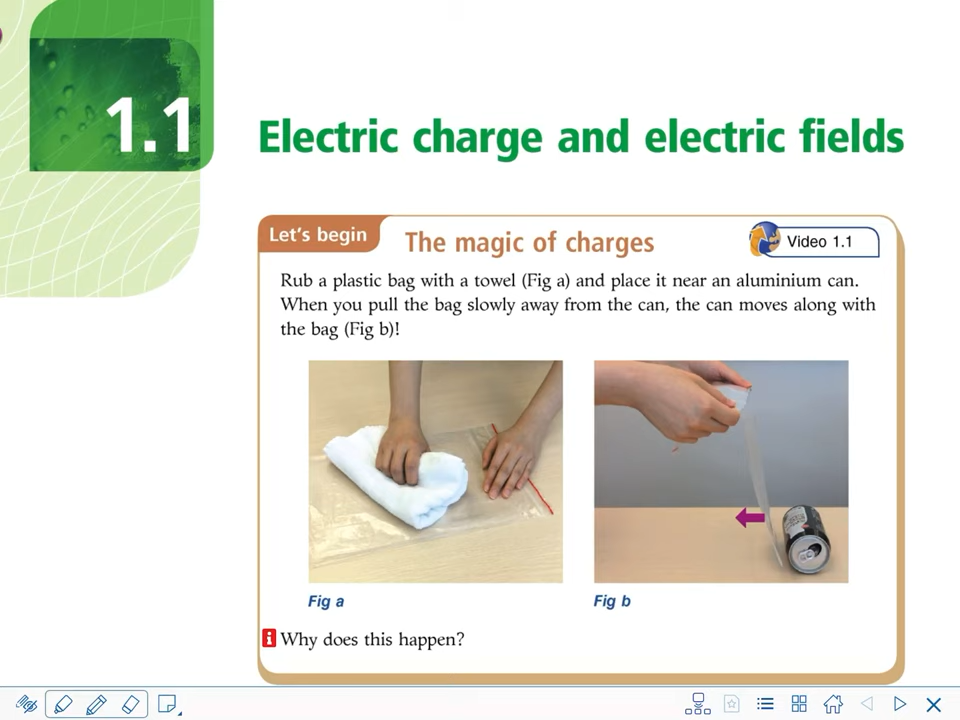 1.1
Electric charge and electric fields
Let's begin
The magic of charges
Video 1.1
Rub a plastic bag with a towel (Fig a) and place it near an aluminium can.
When you pull the bag slowly away from the can, the can moves along with
the bag (Fig b)!
Fig a
Fig b
i Why does this happen?